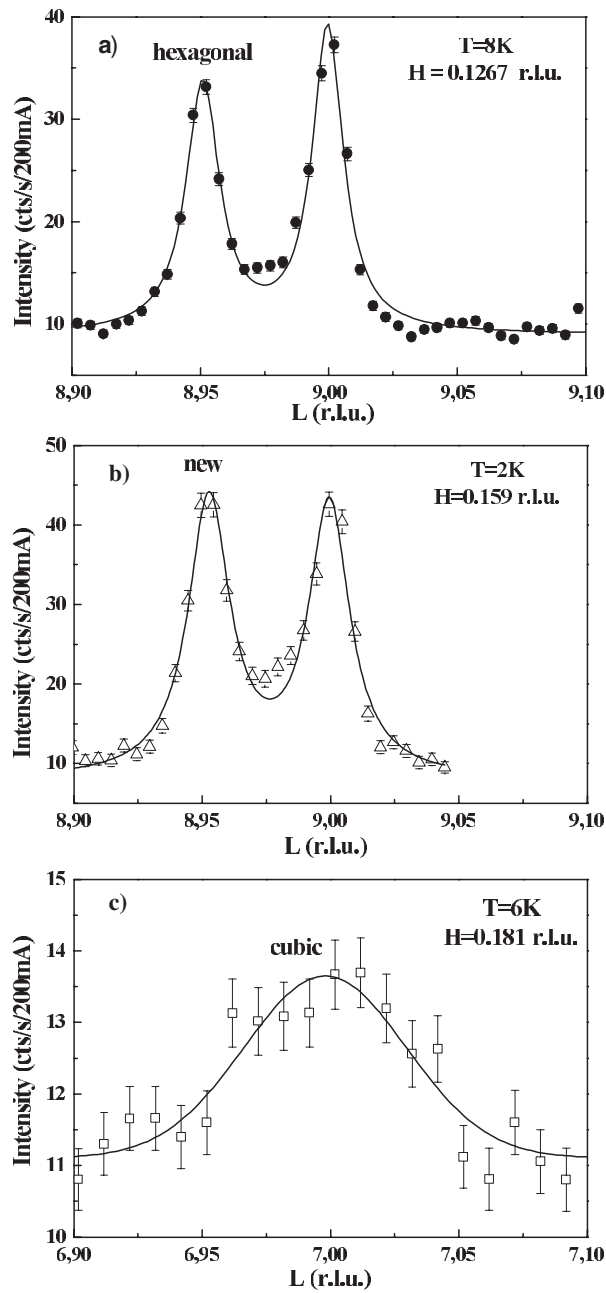 40
a)
hexagonal
T=8K
H = 0.1267 r.l.u.
30
20
10
Intensity (cts/s/200mA)
8,90 8,95 9,00 9,05 9,10
L (r.l.u.)
50
b)
new
T=2K
H=0.159 r.l.u.
40
30
20
10
Intensity (cts/s/200mA)
8,90 8,95 9,00 9,05 9,10
L (r.l.u.)
15
c)
T=6K
H=0.181 r.l.u.
cubic
14
13
12
11
10
Intensity (cts/s/200mA)
6,90 6,95 7,00 7,05 7,10
L (r.l.u.)